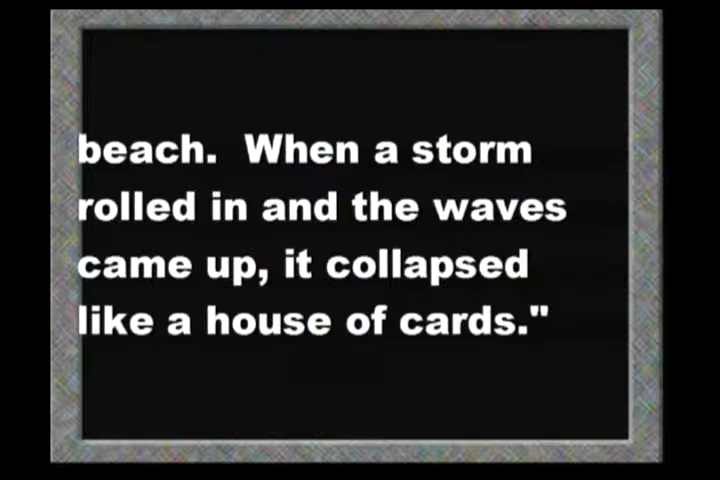 beach.  When a storm
rolled in and the waves
came up, it collapsed
like a house of cards."